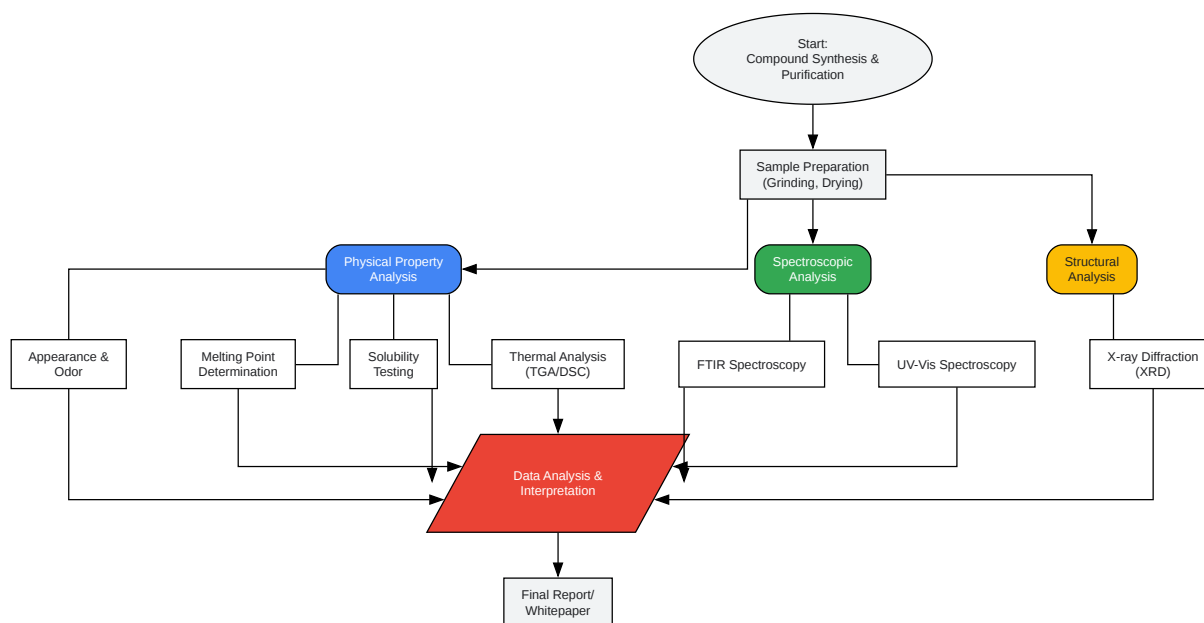 Start:
Compound Synthesis &
Purification
Sample Preparation
(Grinding, Drying)
Physical Property
Analysis
Spectroscopic
Analysis
Structural
Analysis
Appearance &
Odor
Melting Point
Determination
Solubility
Testing
Thermal Analysis
(TGA/DSC)
FTIR Spectroscopy
UV-Vis Spectroscopy
X-ray Diffraction
(XRD)
Data Analysis &
Interpretation
Final Report/
Whitepaper